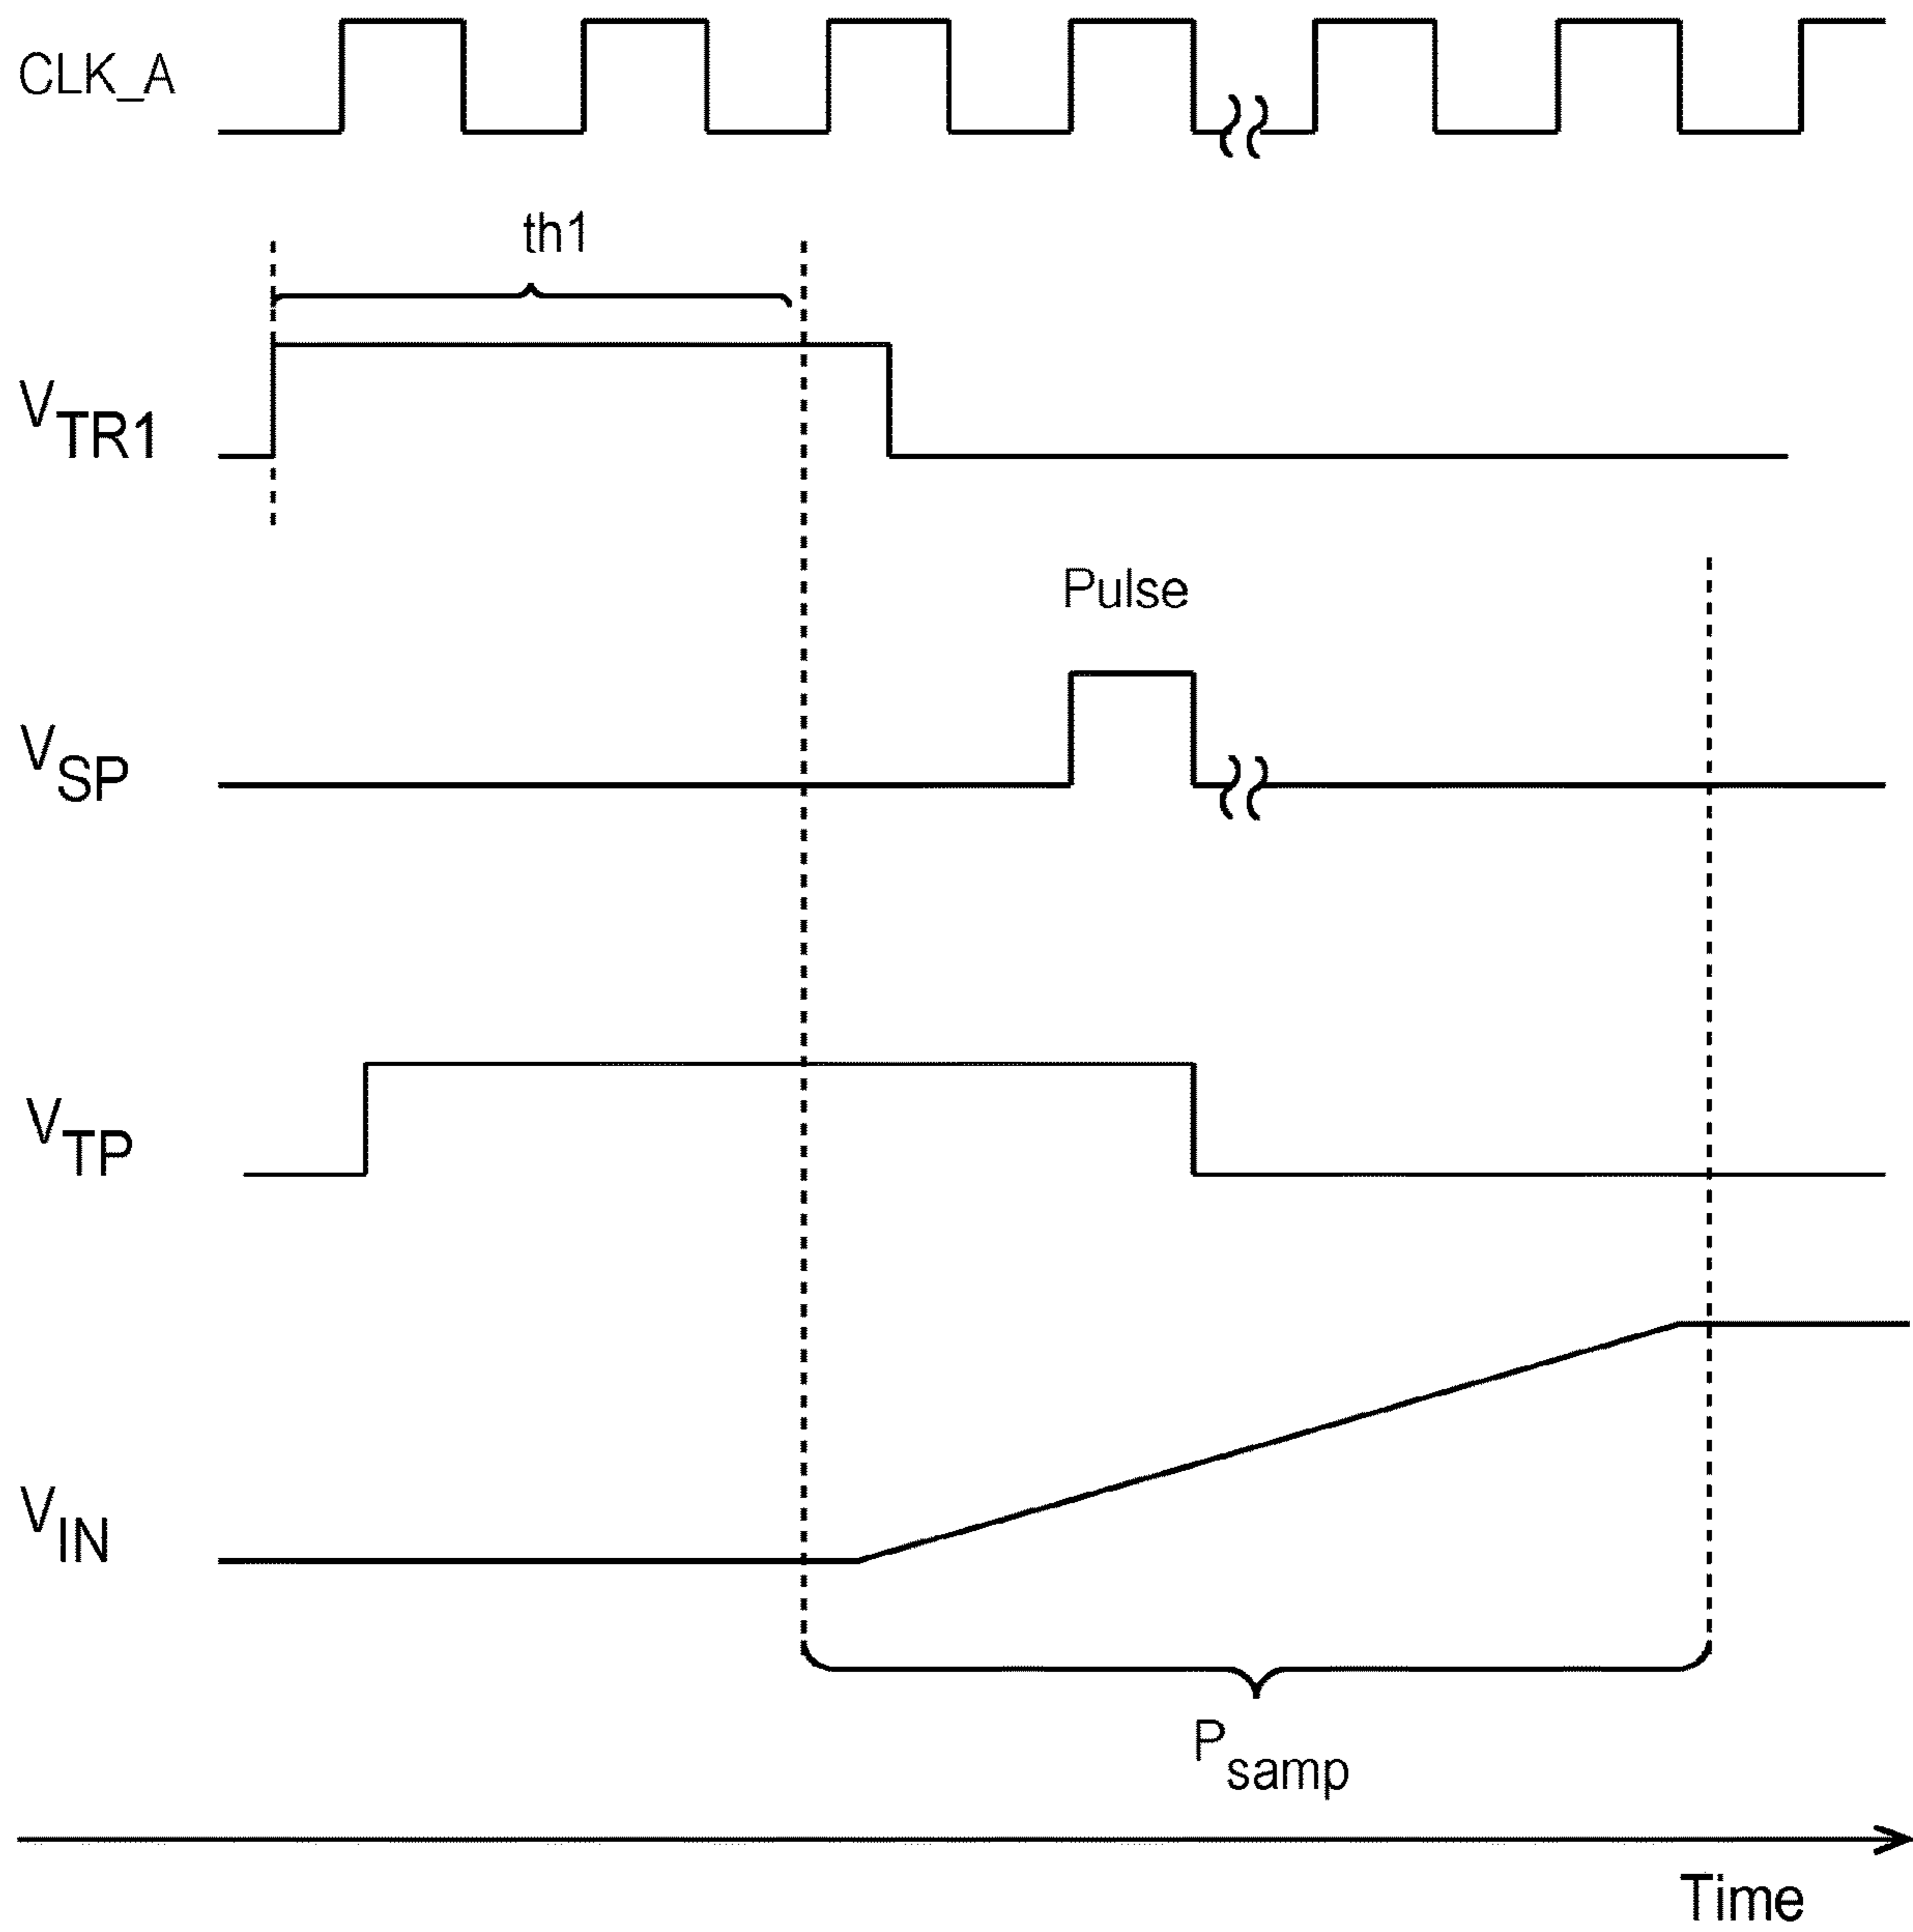 CLK_A
th1
VTR1
Pulse
VSP
VTP
VIN
Psamp
Time